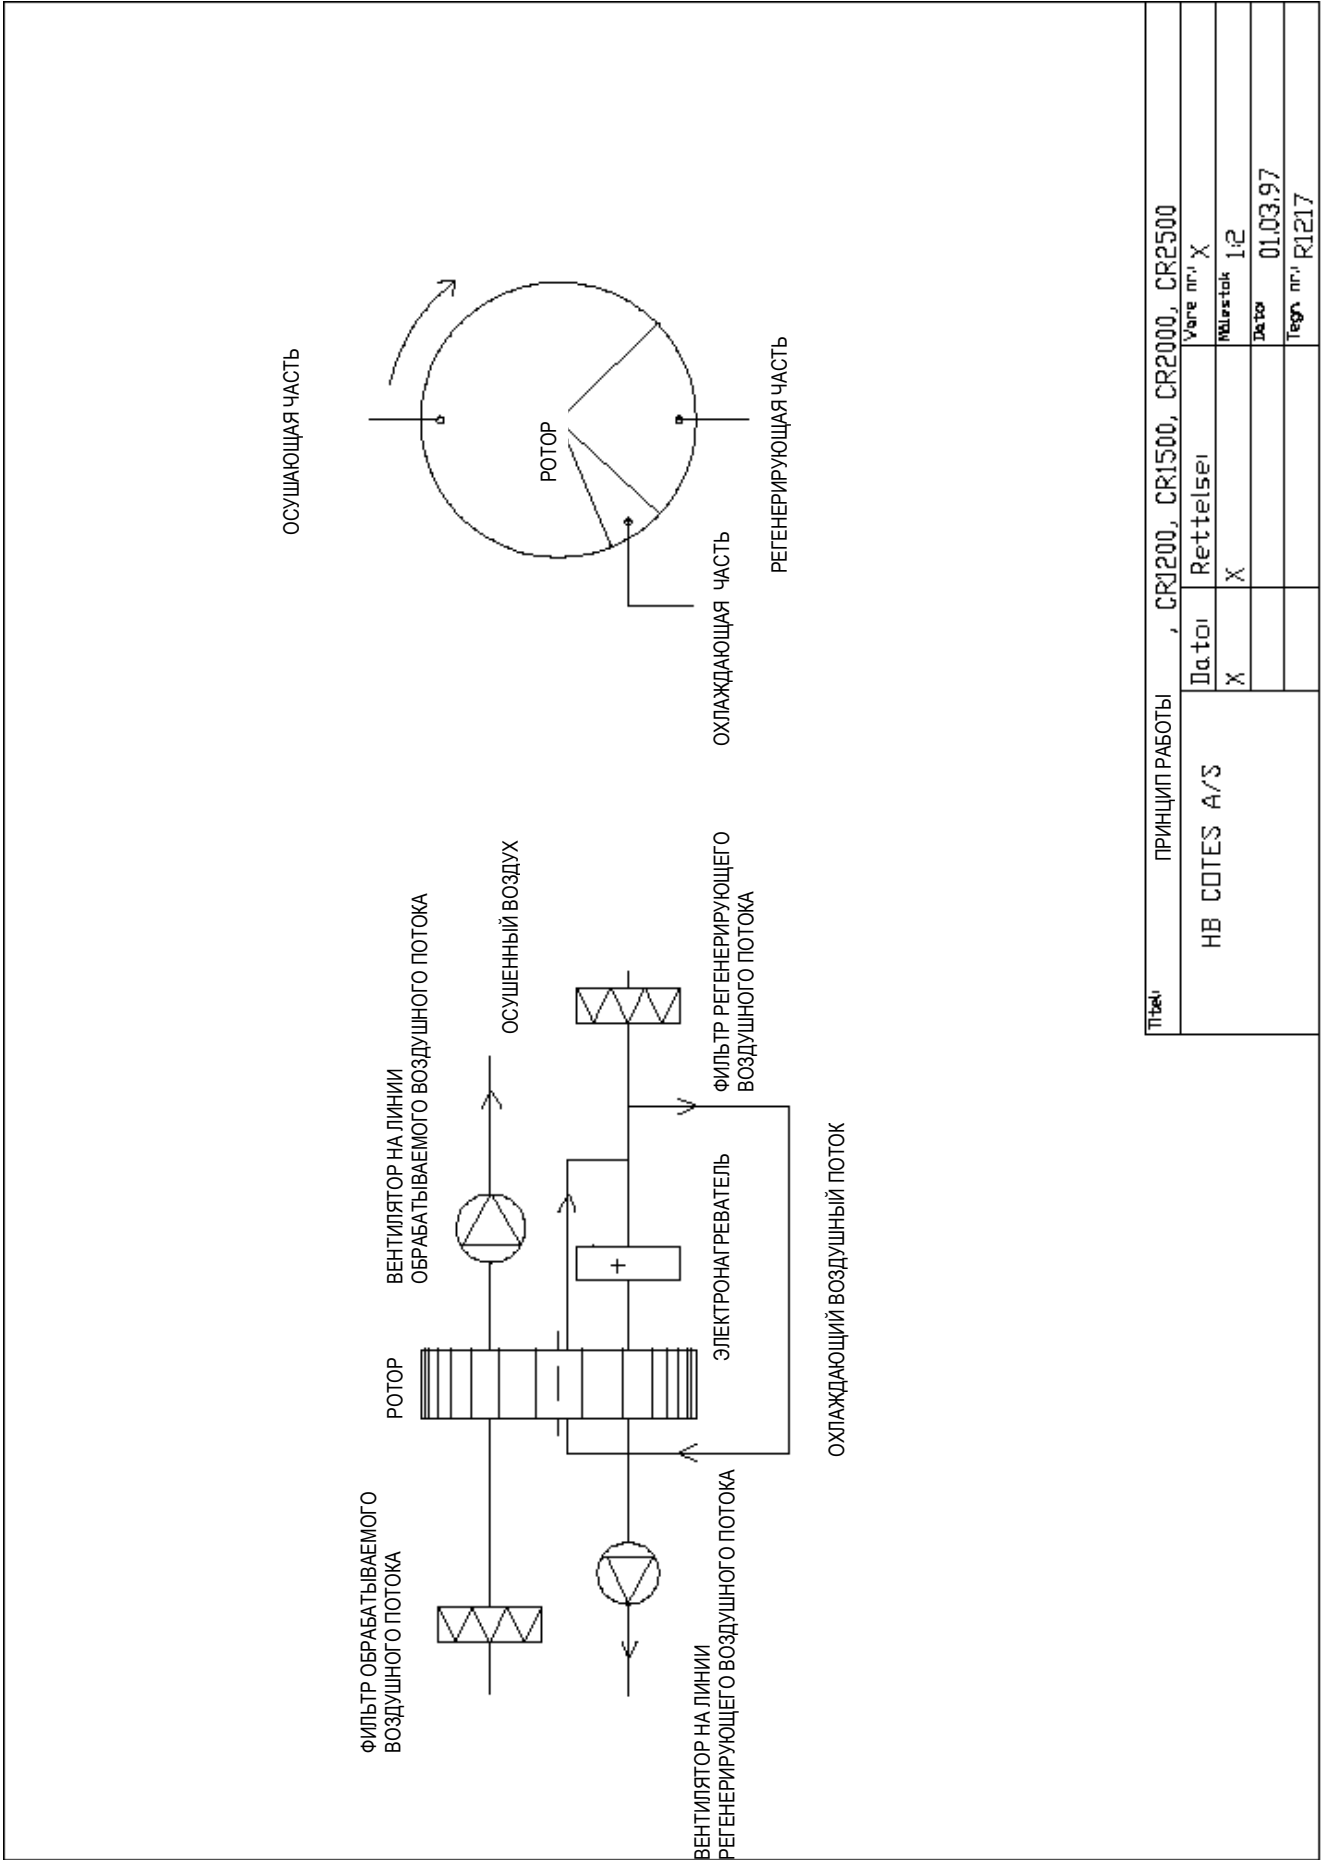 ФИЛЬТР ОБРАБАТЫВАЕМОГО
ВОЗДУШНОГО ПОТОКА
РОТОР
ВЕНТИЛЯТОР НА ЛИНИИ
ОБРАБАТЫВАЕМОГО ВОЗДУШНОГО ПОТОКА
ОСУШЕННЫЙ ВОЗДУХ
ВЕНТИЛЯТОР НА ЛИНИИ
РЕГЕНЕРИРУЮЩЕГО ВОЗДУШНОГО ПОТОКА
ЭЛЕКТРОНАГРЕВАТЕЛЬ
+
ФИЛЬТР РЕГЕНЕРИРУЮЩЕГО
ВОЗДУШНОГО ПОТОКА
ОХЛАЖДАЮЩИЙ ВОЗДУШНЫЙ ПОТОК
ОСУШАЮЩАЯ ЧАСТЬ
РОТОР
ОХЛАЖДАЮЩАЯ ЧАСТЬ
РЕГЕНЕРИРУЮЩАЯ ЧАСТЬ
Titel: ПРИНЦИП РАБОТЫ , CR1200, CR1500, CR2000, CR2500
HB COTES A/S
Dato: Rettelse: Vare nr.: X
X X Målestok 1:2
Dato: 01.03.97
Tegn. nr.: R1217